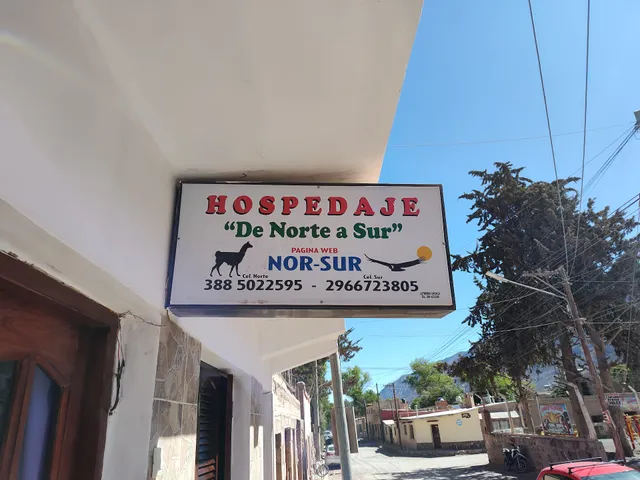 HOSPEDAJE
“De Norte a Sur”
PAGINA WEB
NOR-SUR
Cel. Norte Cel. Sur
388 5022595 - 2966723805